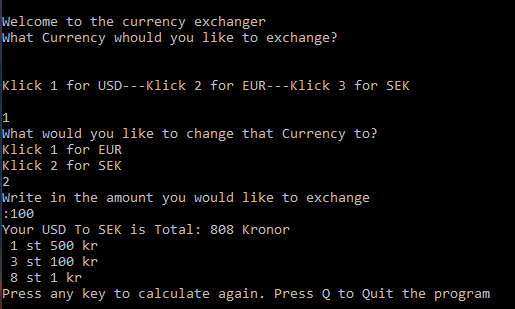 Welcome to the currency exchanger
What Currency whould you like to exchange?
Klick 1 for USD---Klick 2 for EUR---Klick 3 for SEK
1
What would you like to change that Currency to?
Klick 1 for EUR
Klick 2 for SEK
2
Write in the amount you would like to exchange
:100
Your USD To SEK is Total: 808 Kronor
1 st 500 kr
3 st 100 kr
8 st 1 kr
Press any key to calculate again. Press Q to Quit the program